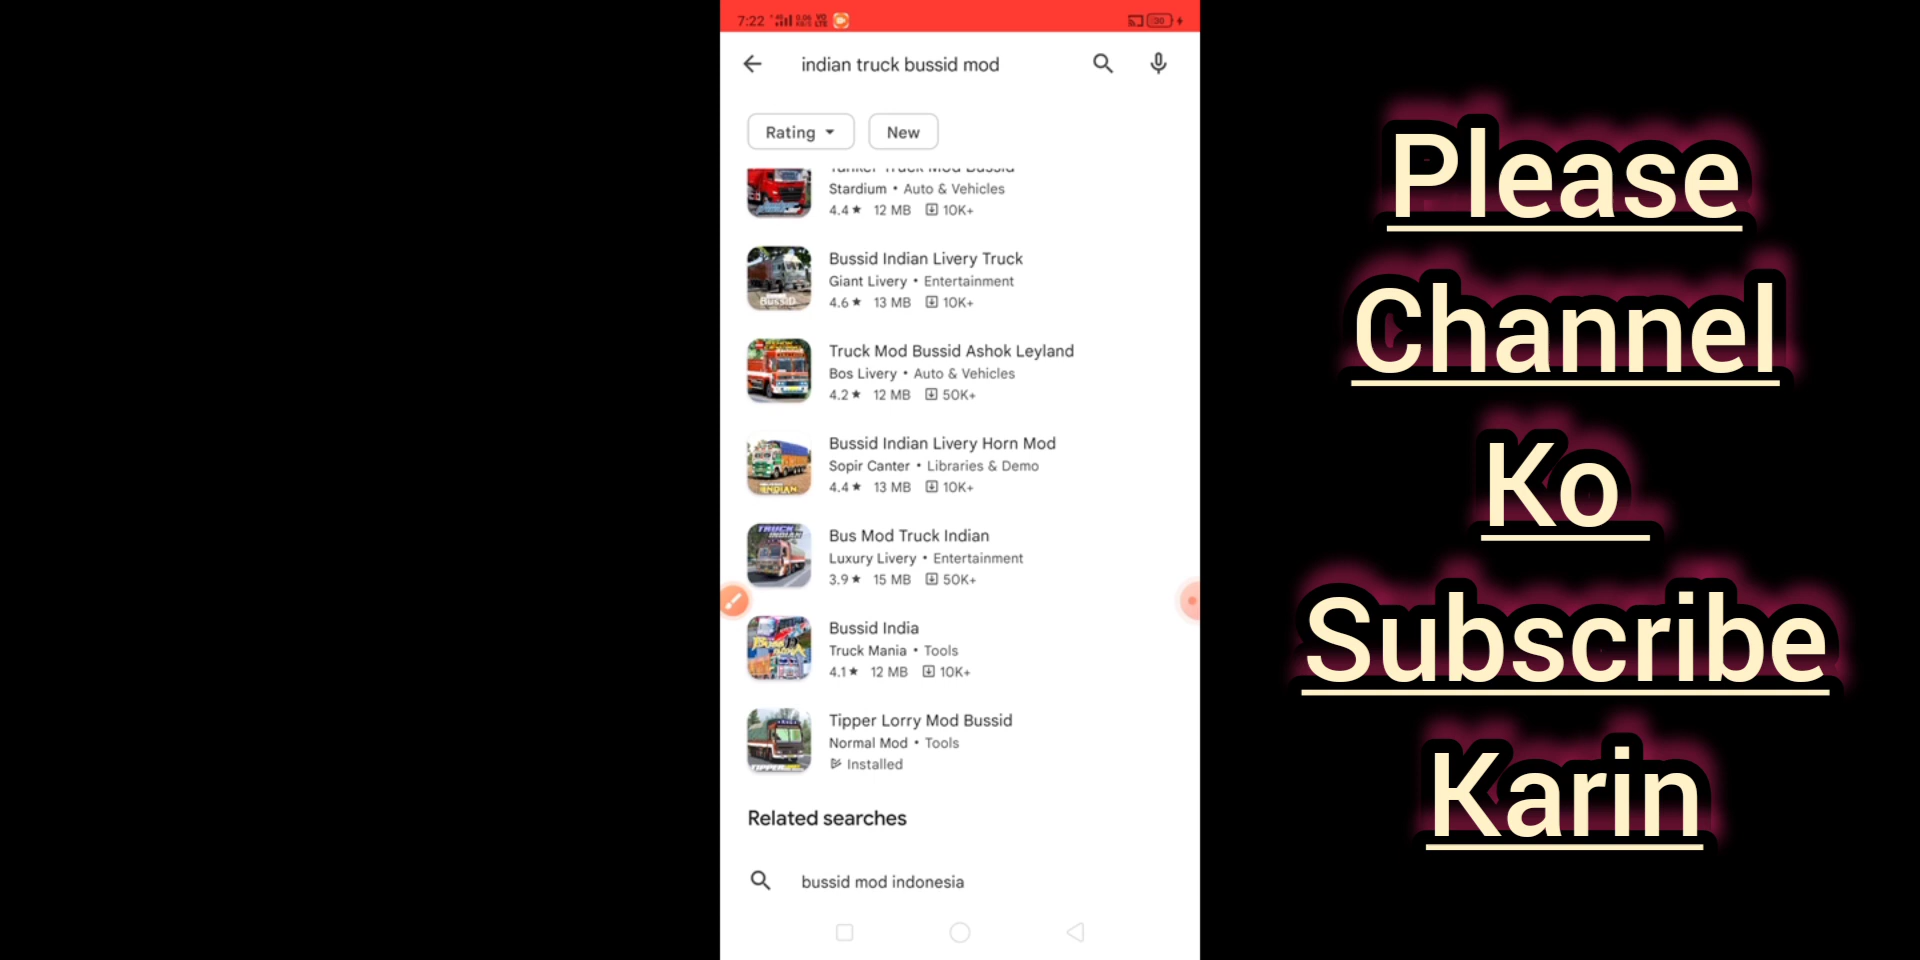 7:22
indian truck bussid mod
Rating
New
Tanker Truck Mod Bussid
Stardium • Auto & Vehicles
4.4★ 12 MB 10K+
Bussid Indian Livery Truck
Giant Livery • Entertainment
4.6★ 13 MB 10K+
Truck Mod Bussid Ashok Leyland
Bos Livery • Auto & Vehicles
4.2★ 12 MB 50K+
Bussid Indian Livery Horn Mod
Sopir Canter • Libraries & Demo
4.4★ 13 MB 10K+
Bus Mod Truck Indian
Luxury Livery • Entertainment
3.9★ 15 MB 50K+
Bussid India
Truck Mania • Tools
4.1★ 12 MB 10K+
Tipper Lorry Mod Bussid
Normal Mod • Tools
Installed
Related searches
bussid mod indonesia
Please
Channel
Ko
Subscribe
Karin